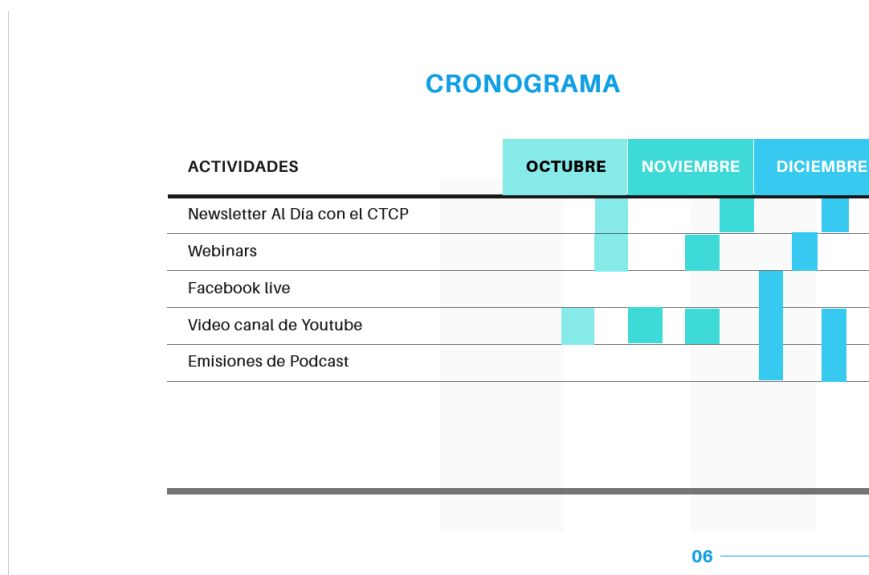 CRONOGRAMA
ACTIVIDADES OCTUBRE NOVIEMBRE DICIEMBRE
Newsletter Al Día con el CTCP
Webinars
Facebook live
Video canal de Youtube
Emisiones de Podcast
06